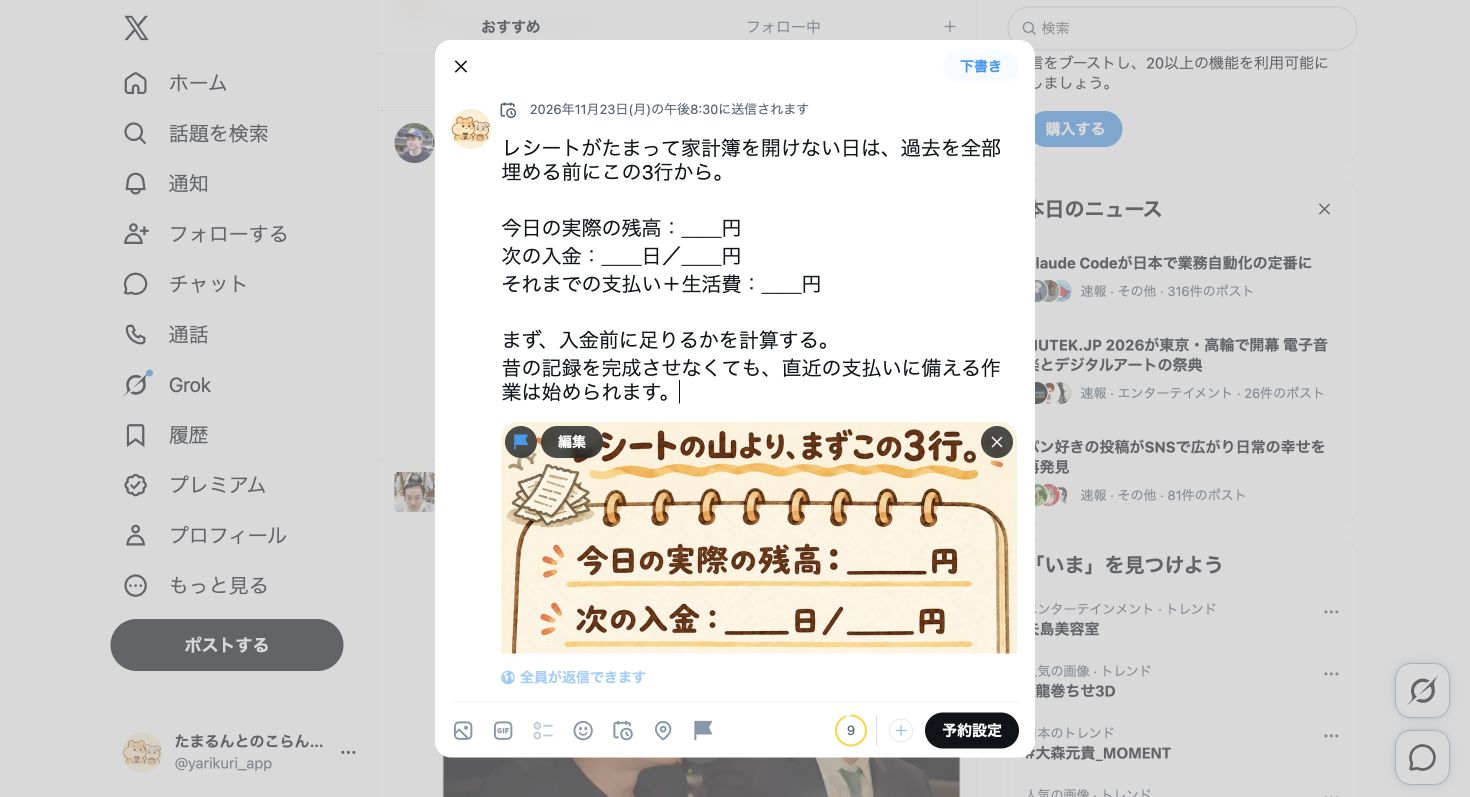 ホーム
話題を検索
通知
フォローする
チャット
通話
Grok
履歴
プレミアム
プロフィール
もっと見る
ポストする
たまるんとのこらん...
@yarikuri_app
おすすめ
フォロー中
下書き
2026年11月23日(月)の午後8:30に送信されます
レシートがたまって家計簿を開けない日は、過去を全部
埋める前にこの3行から。
今日の実際の残高：____円
次の入金：____日／____円
それまでの支払い＋生活費：____円
まず、入金前に足りるかを計算する。
昔の記録を完成させなくても、直近の支払いに備える作
業は始められます。
編集
シートの山より、まずこの3行。
今日の実際の残高：_____円
次の入金：____日/____円
全員が返信できます
GIF
9
予約設定
検索
言をブーストし、20以上の機能を利用可能に
しましょう。
購入する
本日のニュース
laude Codeが日本で業務自動化の定番に
速報・その他・316件のポスト
MUTEK.JP 2026が東京・高輪で開幕 電子音
楽とデジタルアートの祭典
速報・エンターテイメント・26件のポスト
パン好きの投稿がSNSで広がり日常の幸せを
再発見
速報・その他・81件のポスト
「いま」を見つけよう
ンターテインメント・トレンド
矢島美容室
気の画像・トレンド
龍巻ちせ3D
本のトレンド
#大森元貴_MOMENT
人気の画像・トレンド